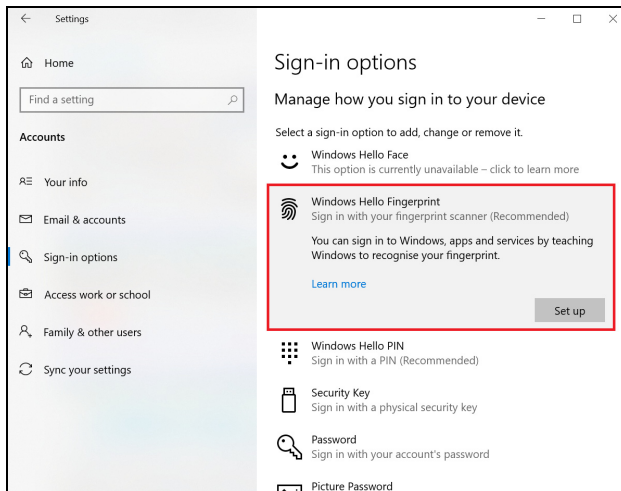 Settings
Home
Find a setting
Accounts
Your info
Email & accounts
Sign-in options
Access work or school
Family & other users
Sync your settings
Sign-in options
Manage how you sign in to your device
Select a sign-in option to add, change or remove it.
Windows Hello Face
This option is currently unavailable – click to learn more
Windows Hello Fingerprint
Sign in with your fingerprint scanner (Recommended)
You can sign in to Windows, apps and services by teaching
Windows to recognise your fingerprint.
Learn more
Set up
Windows Hello PIN
Sign in with a PIN (Recommended)
Security Key
Sign in with a physical security key
Password
Sign in with your account's password
Picture Password